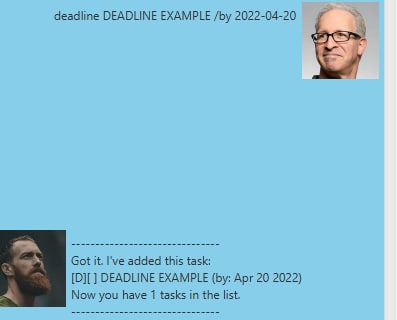 deadline DEADLINE EXAMPLE /by 2022-04-20
-------------------------------
Got it. I've added this task:
[D][ ] DEADLINE EXAMPLE (by: Apr 20 2022)
Now you have 1 tasks in the list.
-------------------------------